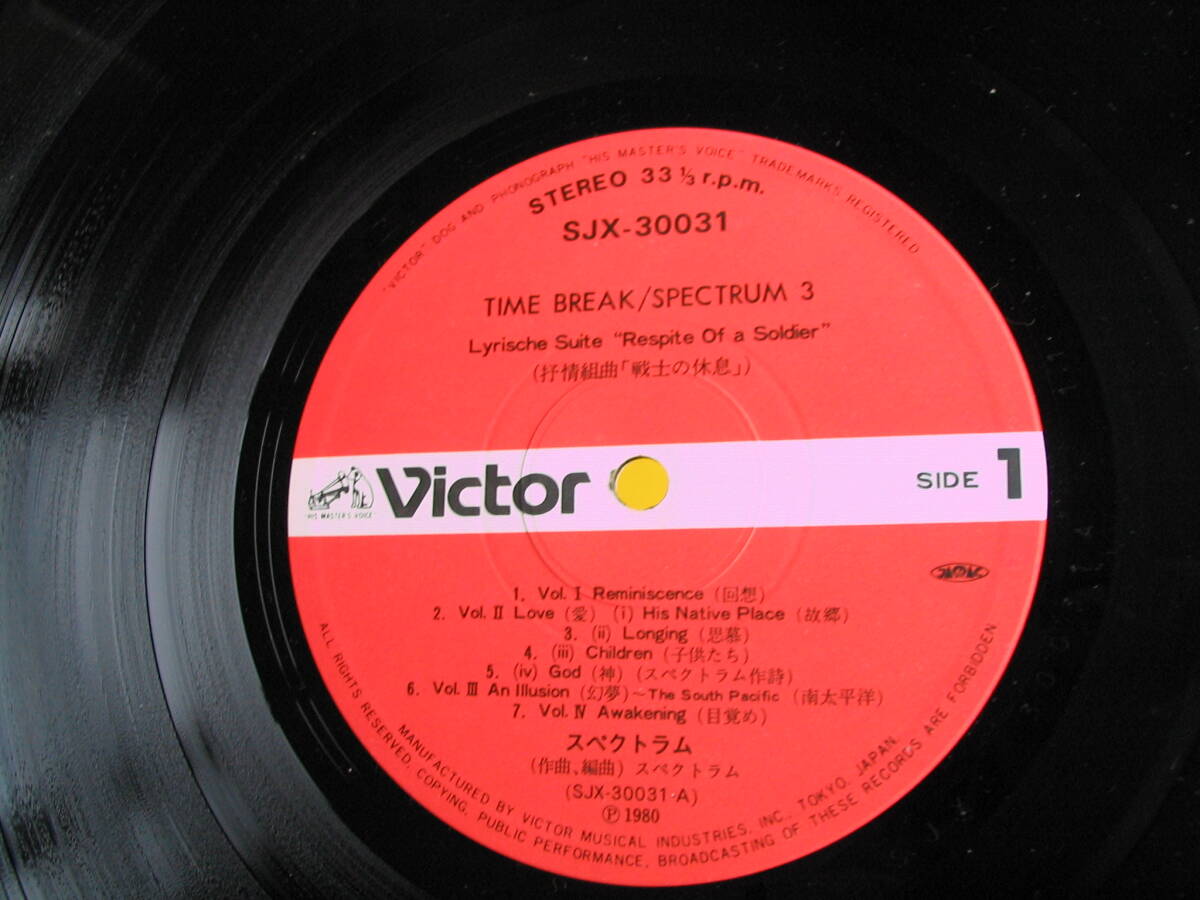 "VICTOR" DOG AND PHONOGRAPH "HIS MASTER'S VOICE" TRADEMARKS REGISTERED
STEREO 33 ⅓ r.p.m.
SJX-30031
TIME BREAK/SPECTRUM 3
Lyrische Suite "Respite Of a Soldier"
(抒情組曲「戦士の休息」)
"HIS MASTER'S VOICE"
Victor
SIDE 1
1. Vol. I Reminiscence (回想)
2. Vol. II Love (愛) (i) His Native Place (故郷)
3. (ii) Longing (思慕)
4. (iii) Children (子供たち)
5. (iv) God (神) (スペクトラム作詩)
6. Vol. III An Illusion (幻夢)~The South Pacific (南太平洋)
7. Vol. IV Awakening (目覚め)
スペクトラム
(作曲、編曲) スペクトラム
(SJX-30031-A)
℗ 1980
MANUFACTURED BY VICTOR MUSICAL INDUSTRIES, INC., TOKYO, JAPAN.
ALL RIGHTS RESERVED. COPYING, PUBLIC PERFORMANCE, BROADCASTING OF THESE RECORDS ARE FORBIDDEN